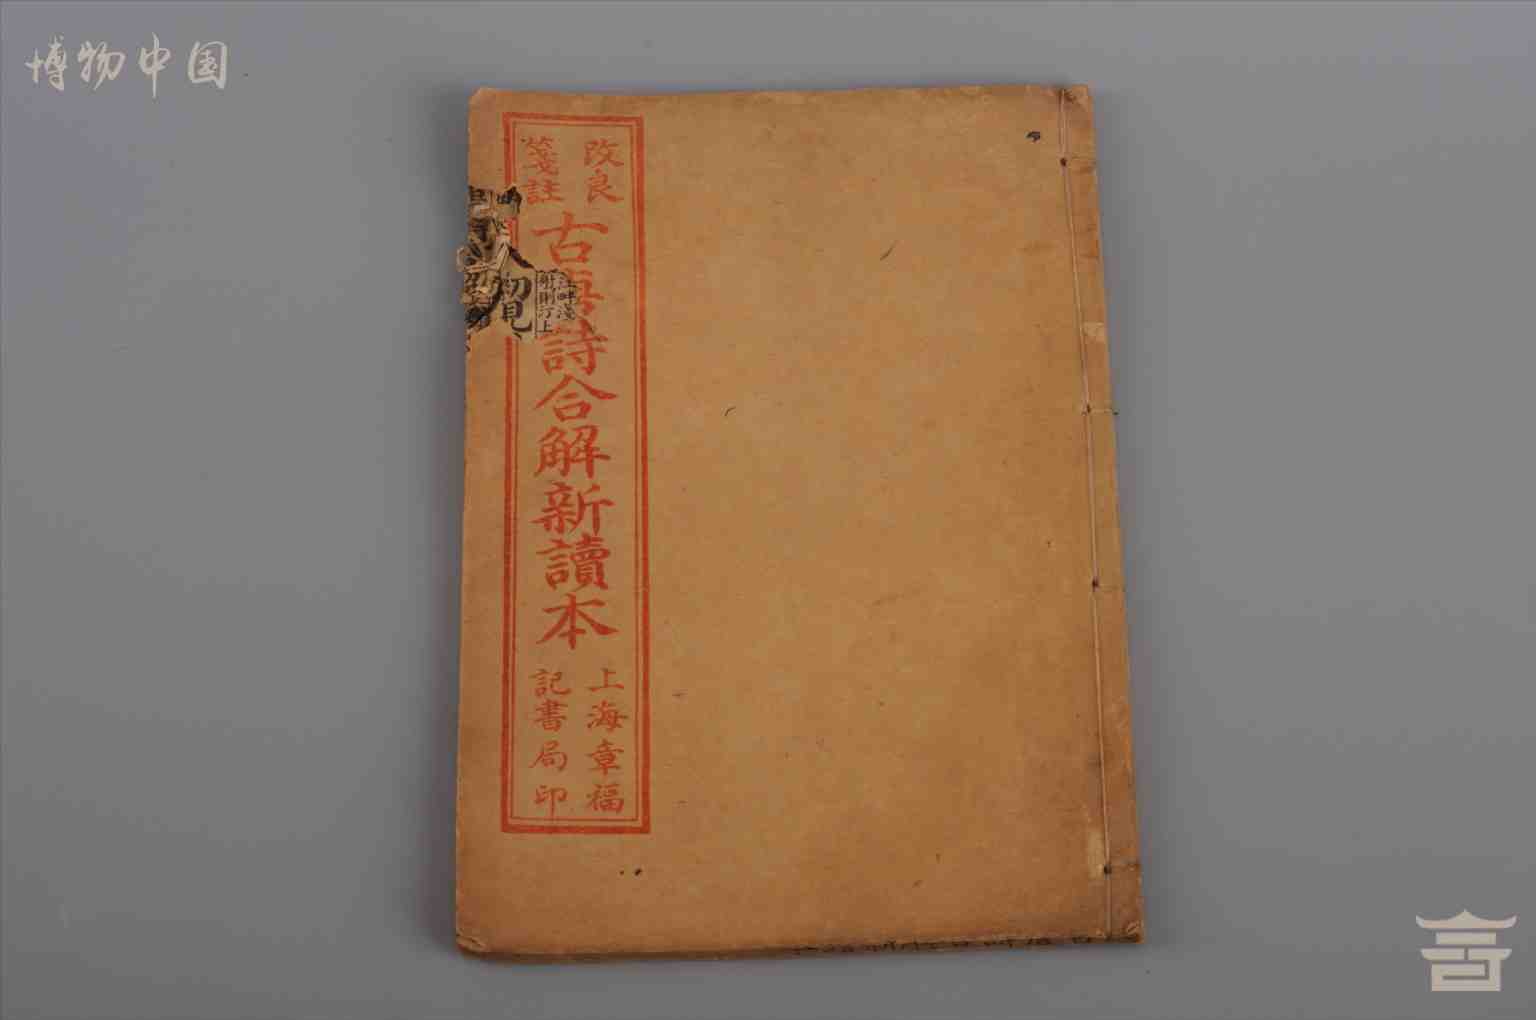 博物中国
改良
箋註
古唐詩合解新讀本
上海章福
記書局印